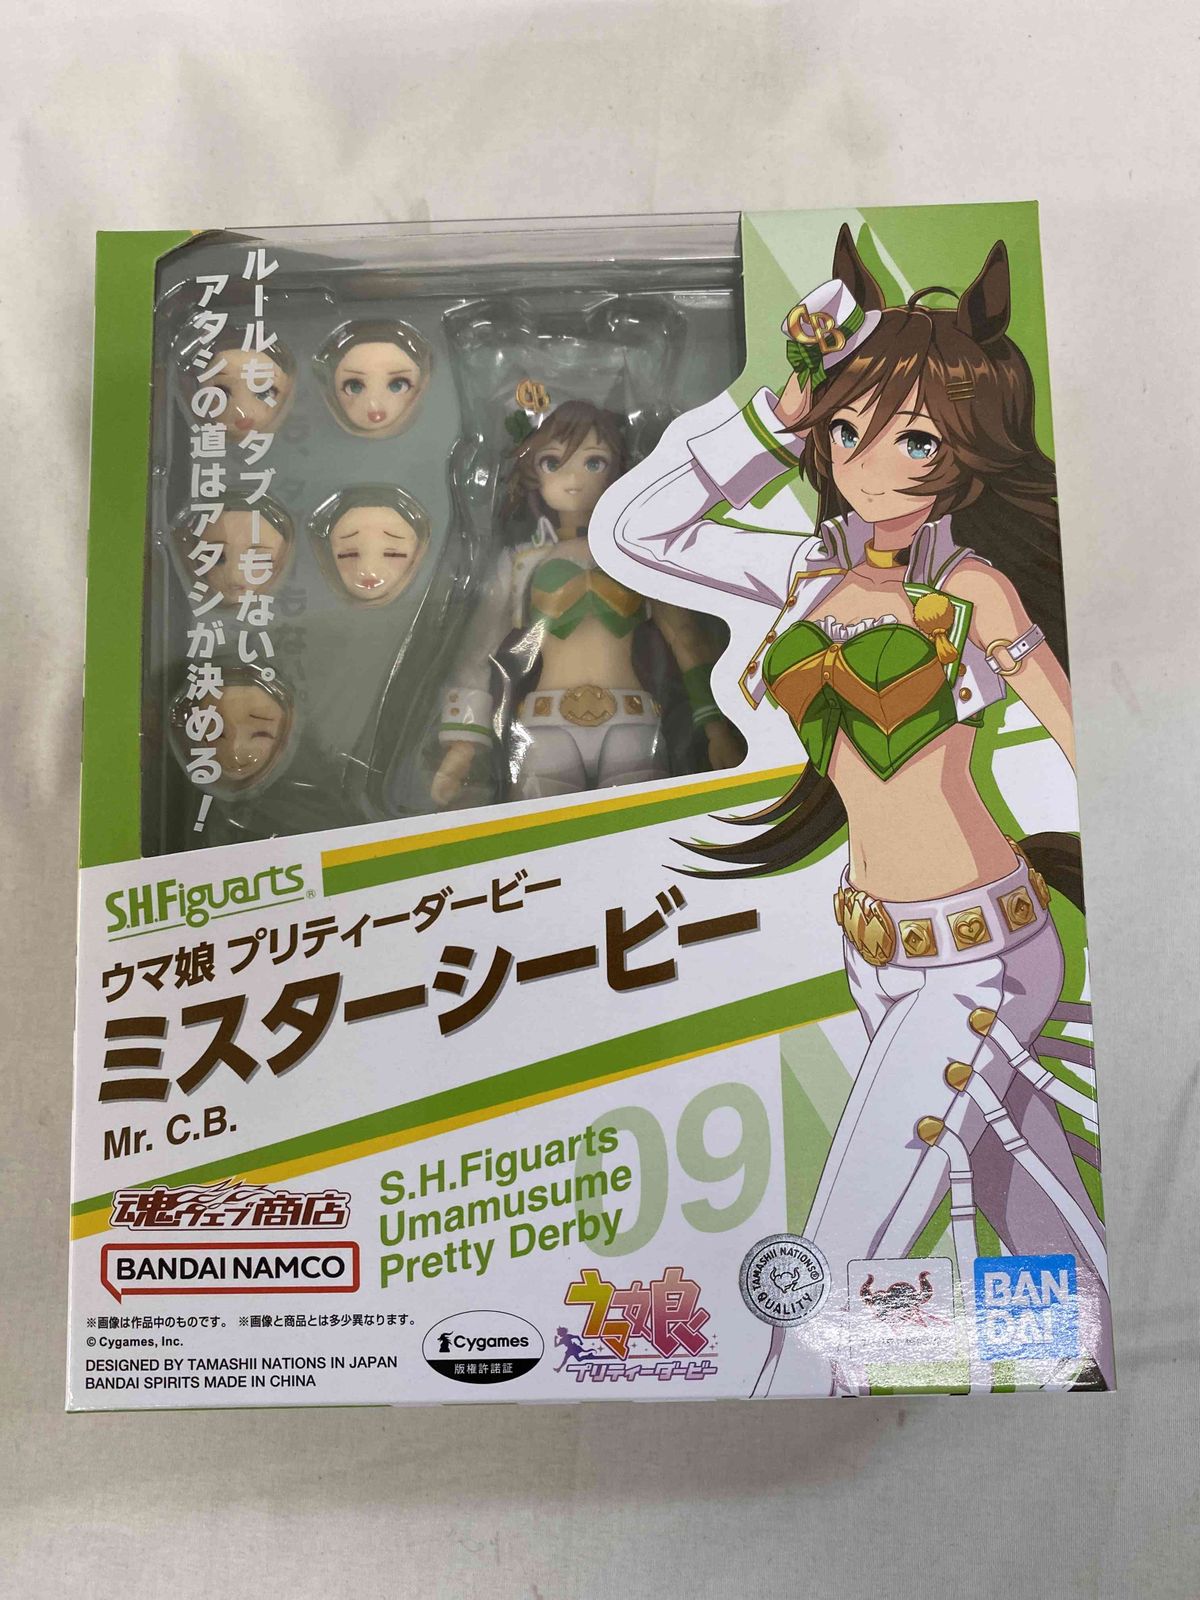 ルールも、タブーもない。
アタシの道はアタシが決める!
CB
CB
S.H.Figuarts®
ウマ娘 プリティーダービー
ミスターシービー
Mr. C.B.
09
S.H.Figuarts
Umamusume
Pretty Derby
魂ウェブ商店
BANDAI NAMCO
※画像は作品中のものです。 ※画像と商品とは多少異なります。
© Cygames, Inc.
DESIGNED BY TAMASHII NATIONS IN JAPAN
BANDAI SPIRITS MADE IN CHINA
Cygames
版権許諾証
ウマ娘
プリティーダービー
TAMASHII NATIONS®
QUALITY
BAN
DAI